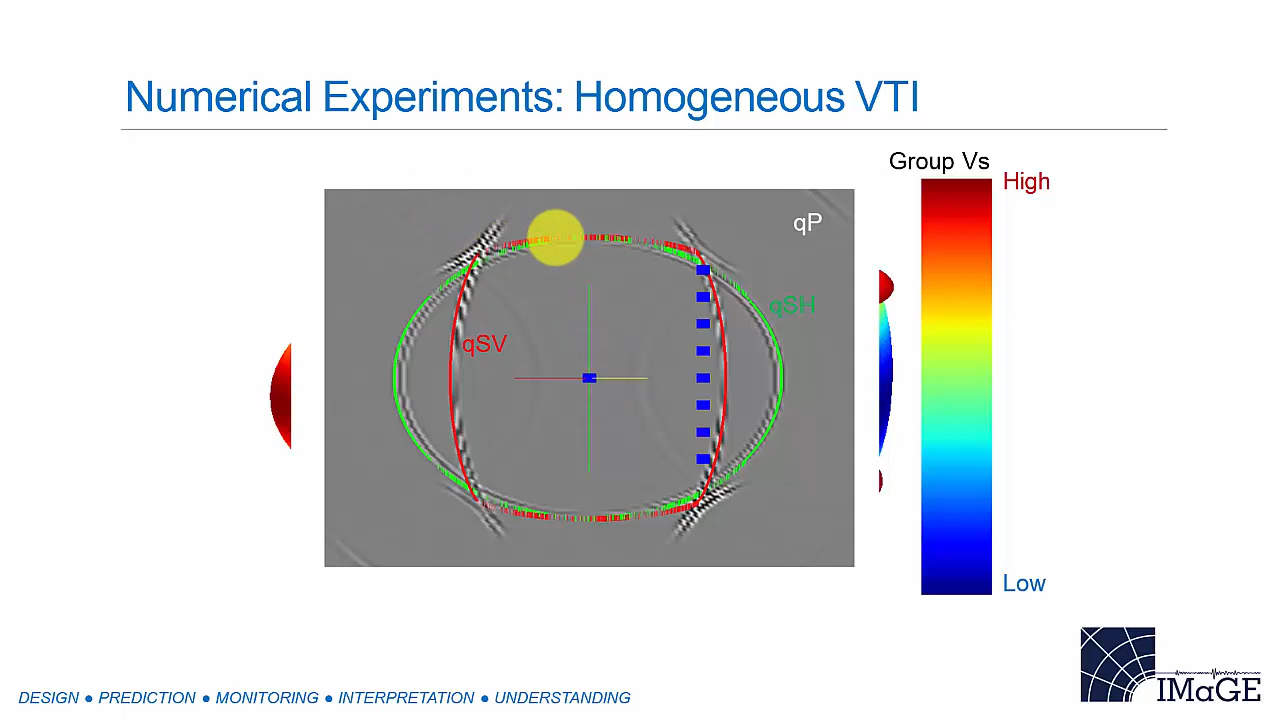 Numerical Experiments: Homogeneous VTI
Group Vs
High
qP
qSH
qSV
Low
IMaGE
DESIGN ● PREDICTION ● MONITORING ● INTERPRETATION ● UNDERSTANDING